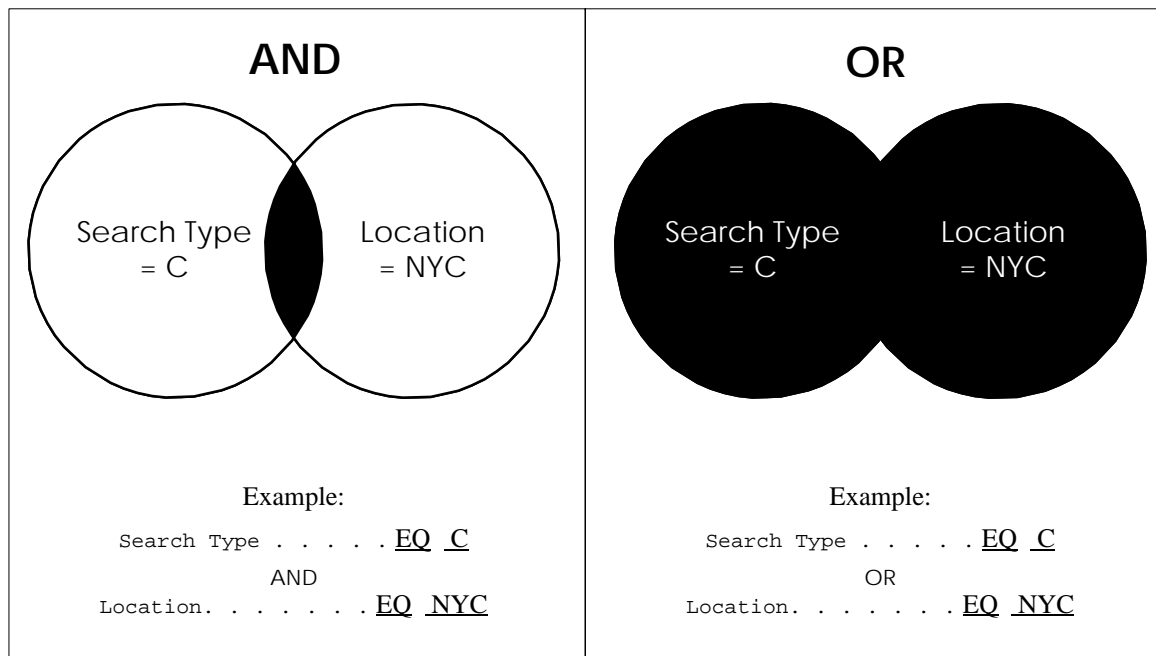 AND
Search Type
= C
Location
= NYC
Example:
Search Type . . . . . EQ C
AND
Location. . . . . . . EQ NYC
OR
Search Type
= C
Location
= NYC
Example:
Search Type . . . . . EQ C
OR
Location. . . . . . . EQ NYC